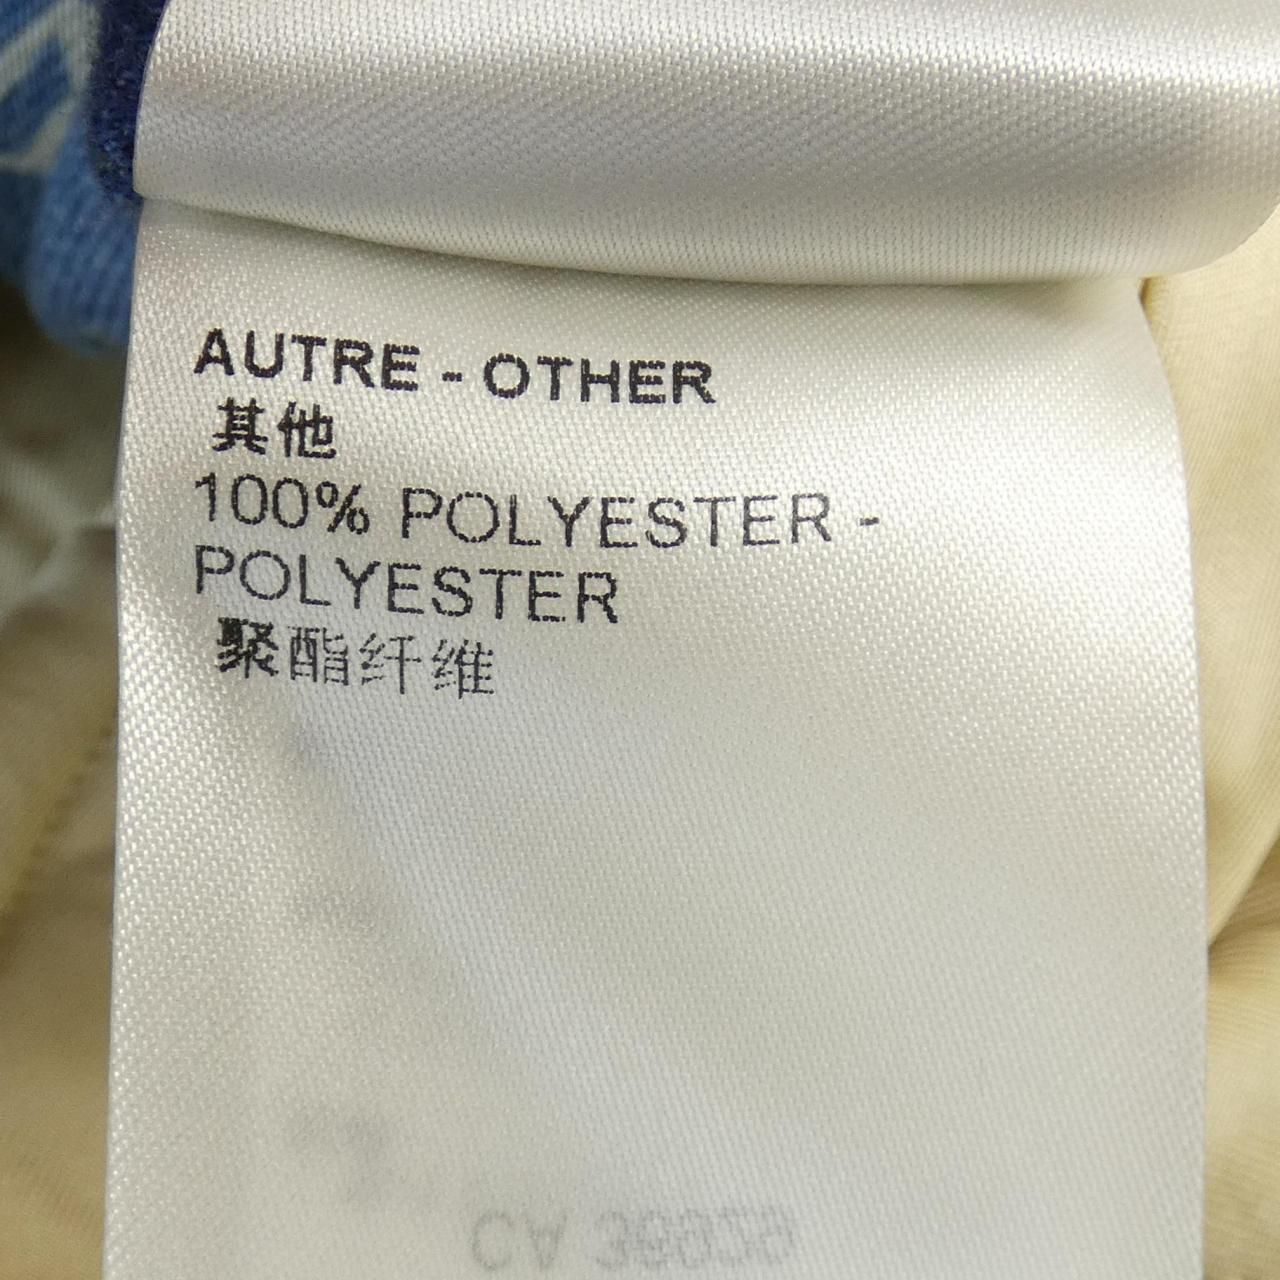 AUTRE - OTHER
其他
100% POLYESTER -
POLYESTER
聚酯纤维